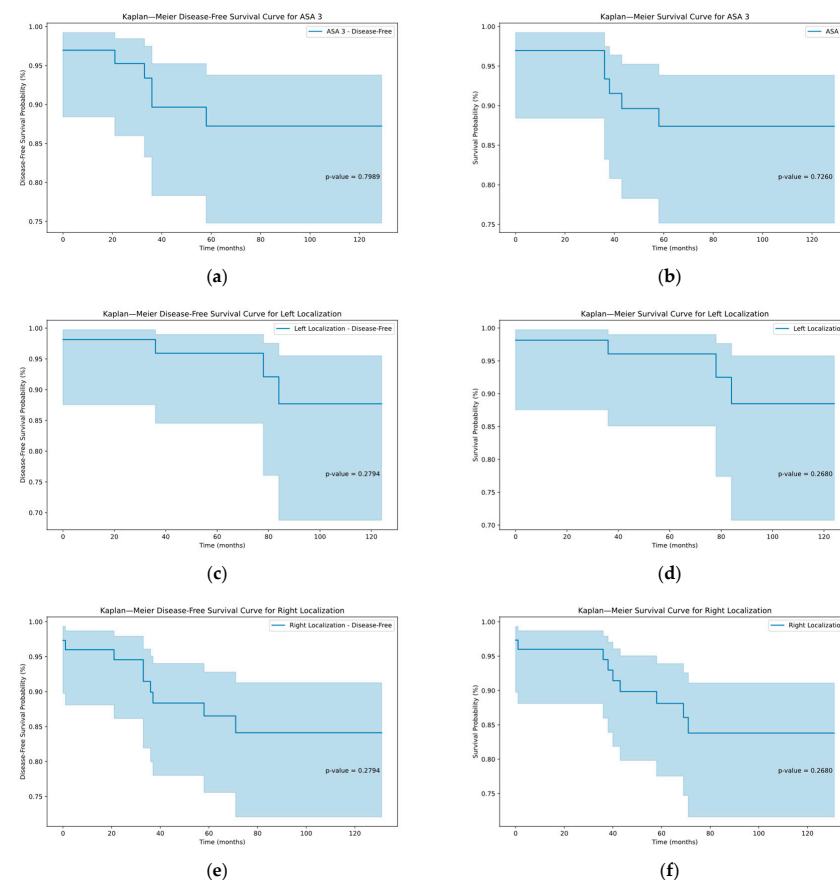 Kaplan—Meier Disease-Free Survival Curve for ASA 3
ASA 3 - Disease-Free
Disease-Free Survival Probability (%)
1.00
0.95
0.90
0.85
0.80
0.75
p-value = 0.7989
0 20 40 60 80 100 120
Time (months)
(a)
Kaplan—Meier Survival Curve for ASA 3
ASA
Survival Probability (%)
1.00
0.95
0.90
0.85
0.80
0.75
p-value = 0.7260
0 20 40 60 80 100 120
Time (months)
(b)
Kaplan—Meier Disease-Free Survival Curve for Left Localization
Left Localization - Disease-Free
Disease-Free Survival Probability (%)
1.00
0.95
0.90
0.85
0.80
0.75
0.70
p-value = 0.2794
0 20 40 60 80 100 120
Time (months)
(c)
Kaplan—Meier Survival Curve for Left Localization
Left Localization
Survival Probability (%)
1.00
0.95
0.90
0.85
0.80
0.75
0.70
p-value = 0.2680
0 20 40 60 80 100 120
Time (months)
(d)
Kaplan—Meier Disease-Free Survival Curve for Right Localization
Right Localization - Disease-Free
Disease-Free Survival Probability (%)
1.00
0.95
0.90
0.85
0.80
0.75
p-value = 0.2794
0 20 40 60 80 100 120
Time (months)
(e)
Kaplan—Meier Survival Curve for Right Localization
Right Localizatio
Survival Probability (%)
1.00
0.95
0.90
0.85
0.80
0.75
p-value = 0.2680
0 20 40 60 80 100 120
Time (months)
(f)